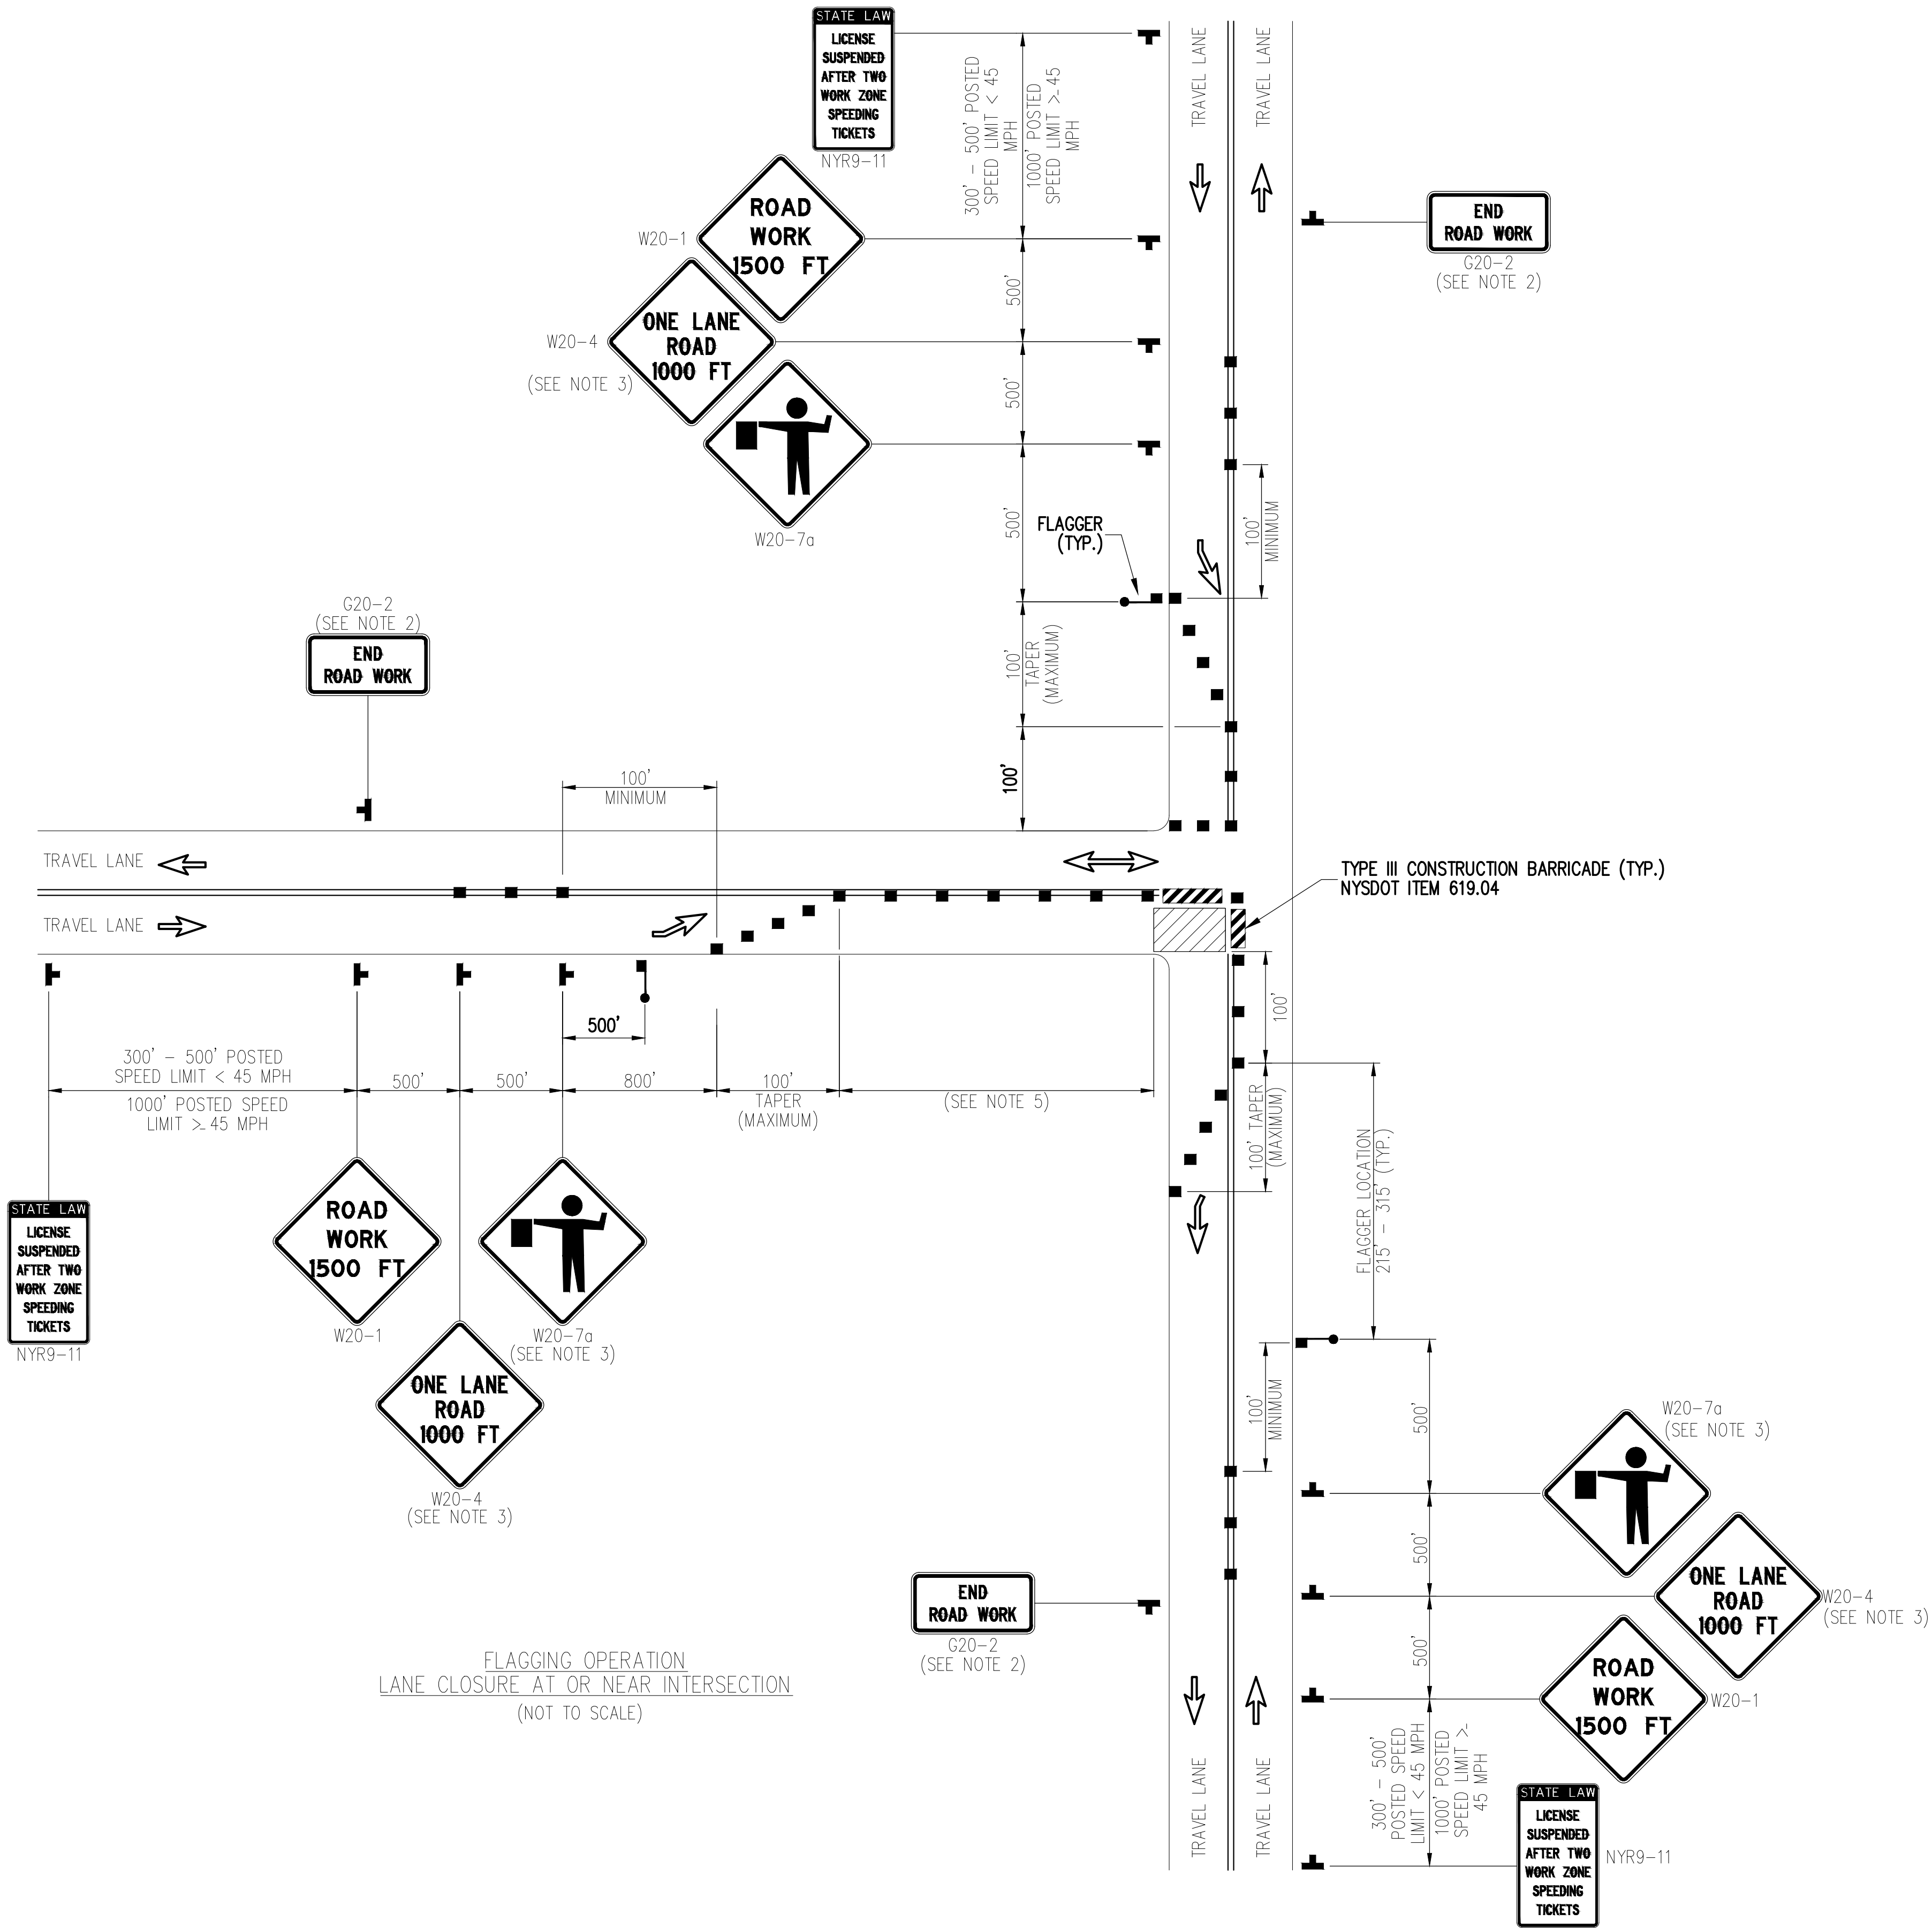 STATE LAW
LICENSE
SUSPENDED
AFTER TWO
WORK ZONE
SPEEDING
TICKETS
NYR9-11
300' - 500' POSTED
SPEED LIMIT < 45
MPH
1000' POSTED
SPEED LIMIT >- 45
MPH
TRAVEL LANE
TRAVEL LANE
W20-1
ROAD
WORK
1500 FT
END
ROAD WORK
G20-2
(SEE NOTE 2)
500'
W20-4
(SEE NOTE 3)
ONE LANE
ROAD
1000 FT
500'
W20-7a
500'
FLAGGER
(TYP.)
100'
MINIMUM
G20-2
(SEE NOTE 2)
END
ROAD WORK
100'
TAPER
(MAXIMUM)
100'
100'
MINIMUM
TRAVEL LANE
TRAVEL LANE
TYPE III CONSTRUCTION BARRICADE (TYP.)
NYSDOT ITEM 619.04
500'
300' - 500' POSTED
SPEED LIMIT < 45 MPH
1000' POSTED SPEED
LIMIT >- 45 MPH
500'
500'
800'
100'
TAPER
(MAXIMUM)
(SEE NOTE 5)
100'
100' TAPER
(MAXIMUM)
FLAGGER LOCATION
215' - 315' (TYP.)
STATE LAW
LICENSE
SUSPENDED
AFTER TWO
WORK ZONE
SPEEDING
TICKETS
NYR9-11
ROAD
WORK
1500 FT
W20-1
W20-7a
(SEE NOTE 3)
ONE LANE
ROAD
1000 FT
W20-4
(SEE NOTE 3)
100'
MINIMUM
500'
W20-7a
(SEE NOTE 3)
500'
ONE LANE
ROAD
1000 FT
W20-4
(SEE NOTE 3)
500'
ROAD
WORK
1500 FT
W20-1
END
ROAD WORK
G20-2
(SEE NOTE 2)
FLAGGING OPERATION
LANE CLOSURE AT OR NEAR INTERSECTION
(NOT TO SCALE)
TRAVEL LANE
TRAVEL LANE
300' - 500'
POSTED SPEED
LIMIT < 45 MPH
1000' POSTED
SPEED LIMIT >-
45 MPH
STATE LAW
LICENSE
SUSPENDED
AFTER TWO
WORK ZONE
SPEEDING
TICKETS
NYR9-11